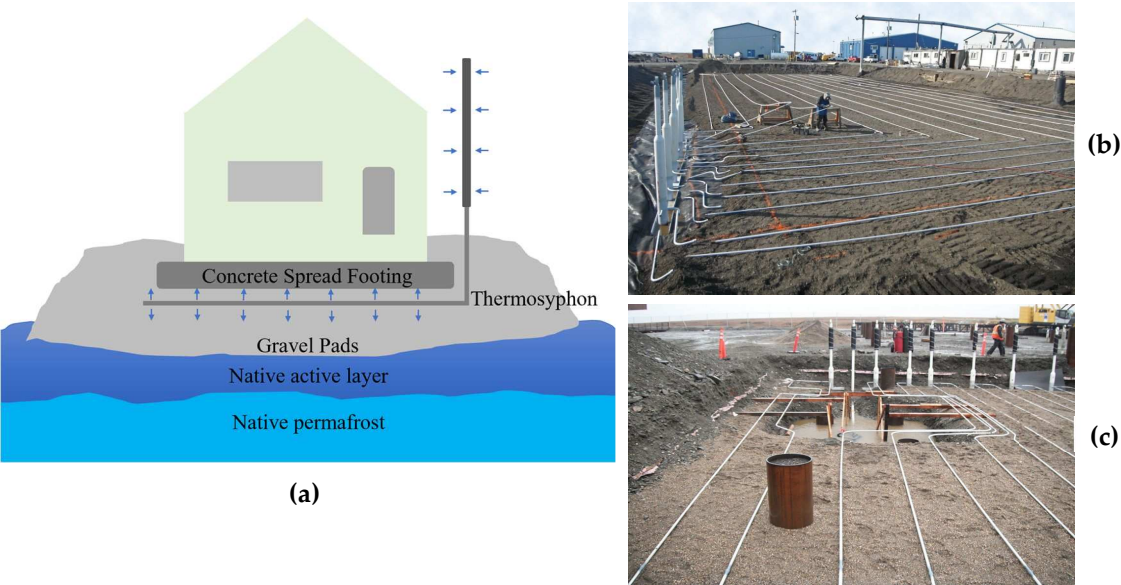 Concrete Spread Footing
Thermosyphon
Gravel Pads
Native active layer
Native permafrost
(a)
(b)
(c)